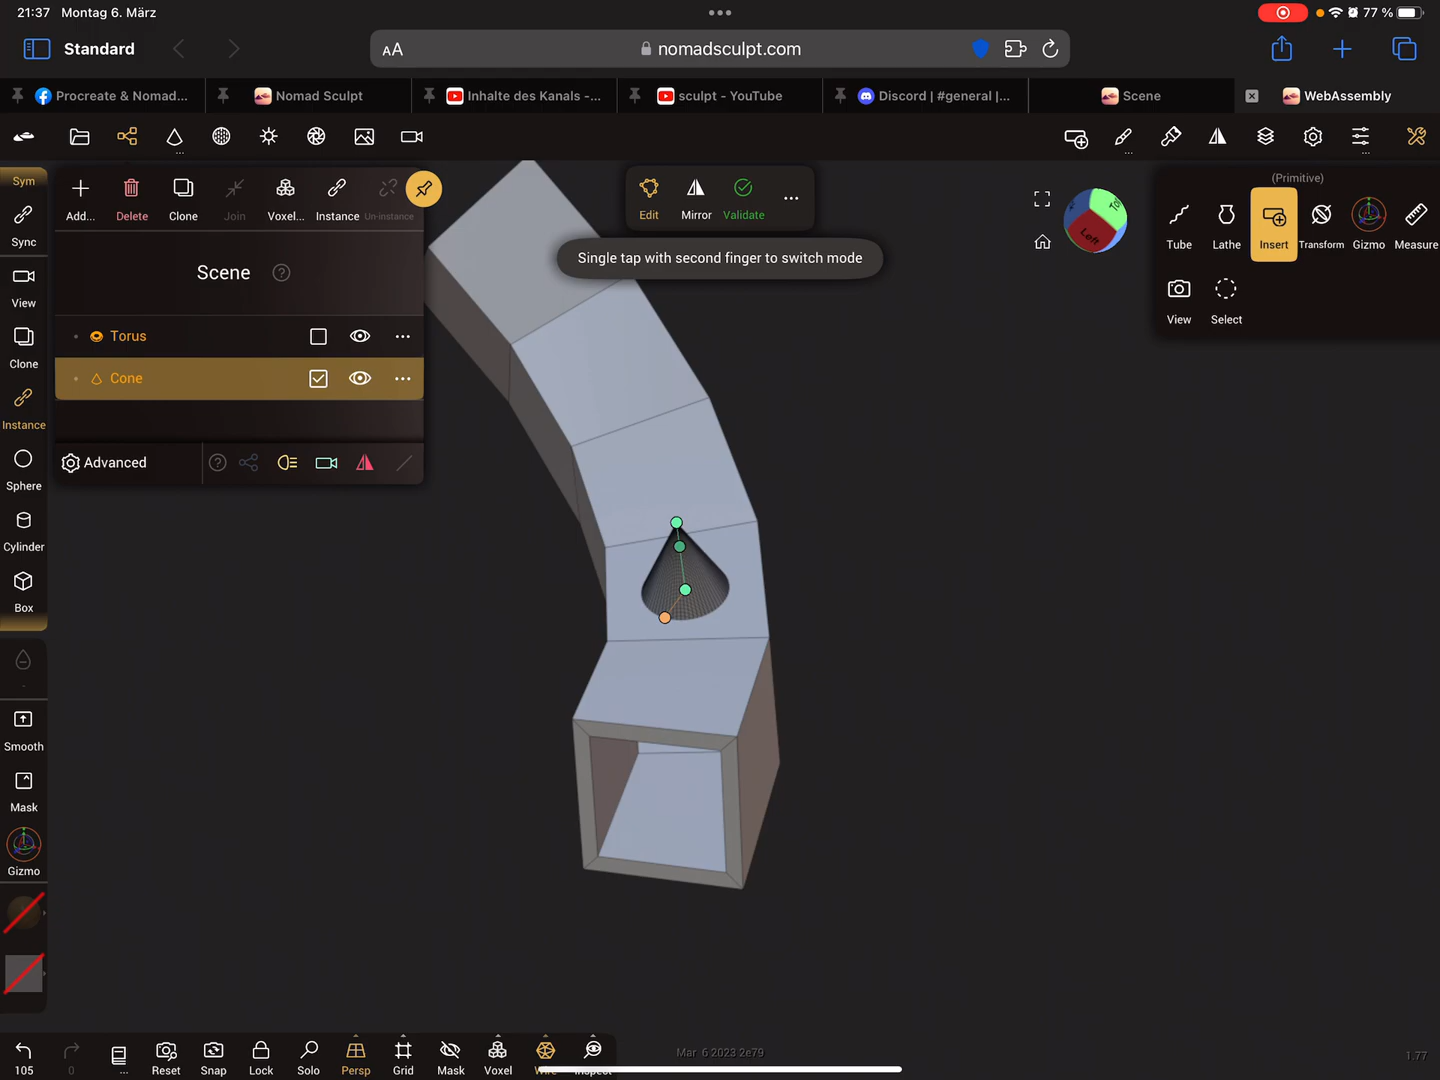 21:37 Montag 6. März
77 %
Standard
AA
nomadsculpt.com
Procreate & Nomad...
Nomad Sculpt
Inhalte des Kanals -...
sculpt - YouTube
Discord | #general |...
Scene
WebAssembly
Sym
Sync
View
Clone
Instance
Sphere
Cylinder
Box
Smooth
Mask
Gizmo
Add...
Delete
Clone
Join
Voxel...
Instance
Un-instance
Scene
Torus
Cone
Advanced
Edit
Mirror
Validate
Single tap with second finger to switch mode
Left
(Primitive)
Tube
Lathe
Insert
Transform
Gizmo
Measure
View
Select
105
0
Reset
Snap
Lock
Solo
Persp
Grid
Mask
Voxel
Mar 6 2023 2e79
1.77